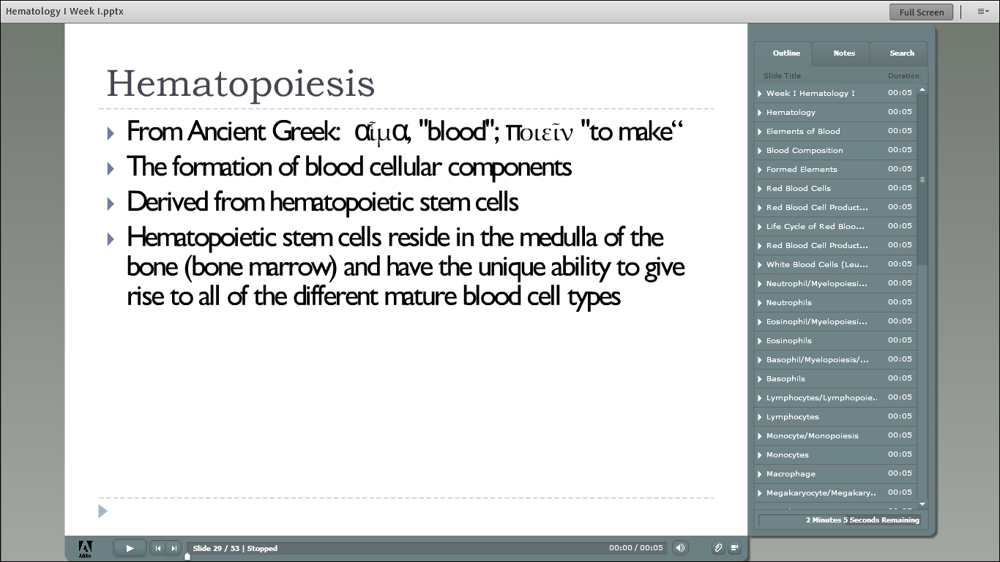 Hematology I Week I.pptx
Full Screen
Hematopoiesis
From Ancient Greek: αἷμα, "blood"; ποιεῖν "to make“
The formation of blood cellular components
Derived from hematopoietic stem cells
Hematopoietic stem cells reside in the medulla of the
bone (bone marrow) and have the unique ability to give
rise to all of the different mature blood cell types
Outline Notes Search
Slide Title Duration
Week I Hematology I 00:05
Hematology 00:05
Elements of Blood 00:05
Blood Composition 00:05
Formed Elements 00:05
Red Blood Cells 00:05
Red Blood Cell Product... 00:05
Life Cycle of Red Bloo... 00:05
Red Blood Cell Product... 00:05
White Blood Cells (Leu... 00:05
Neutrophil/Myelopoiesi... 00:05
Neutrophils 00:05
Eosinophil/Myelopoiesi... 00:05
Eosinophils 00:05
Basophil/Myelopoiesis/... 00:05
Basophils 00:05
Lymphocytes/Lymphopoie.. 00:05
Lymphocytes 00:05
Monocyte/Monopoiesis 00:05
Monocytes 00:05
Macrophage 00:05
Megakaryocyte/Megakary.. 00:05
2 Minutes 5 Seconds Remaining
Adobe
Slide 29 / 53 | Stopped
00:00 / 00:05